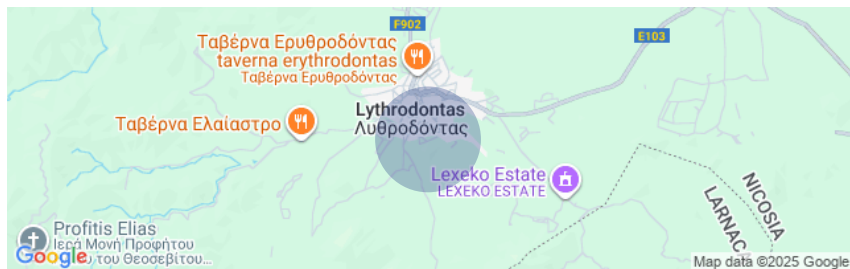 F902
E103
Ταβέρνα Ερυθροδόντας
taverna erythrodontas
Ταβέρνα Ερυθροδόντας
Lythrodontas
Λυθροδόντας
Ταβέρνα Ελαίαστρο
Lexeko Estate
LEXEKO ESTATE
NICOSIA
LARNACA
Profitis Elias
Ιερά Μονή Προφήτου
του Θεοσεβίτου...
Google
Map data ©2025 Google